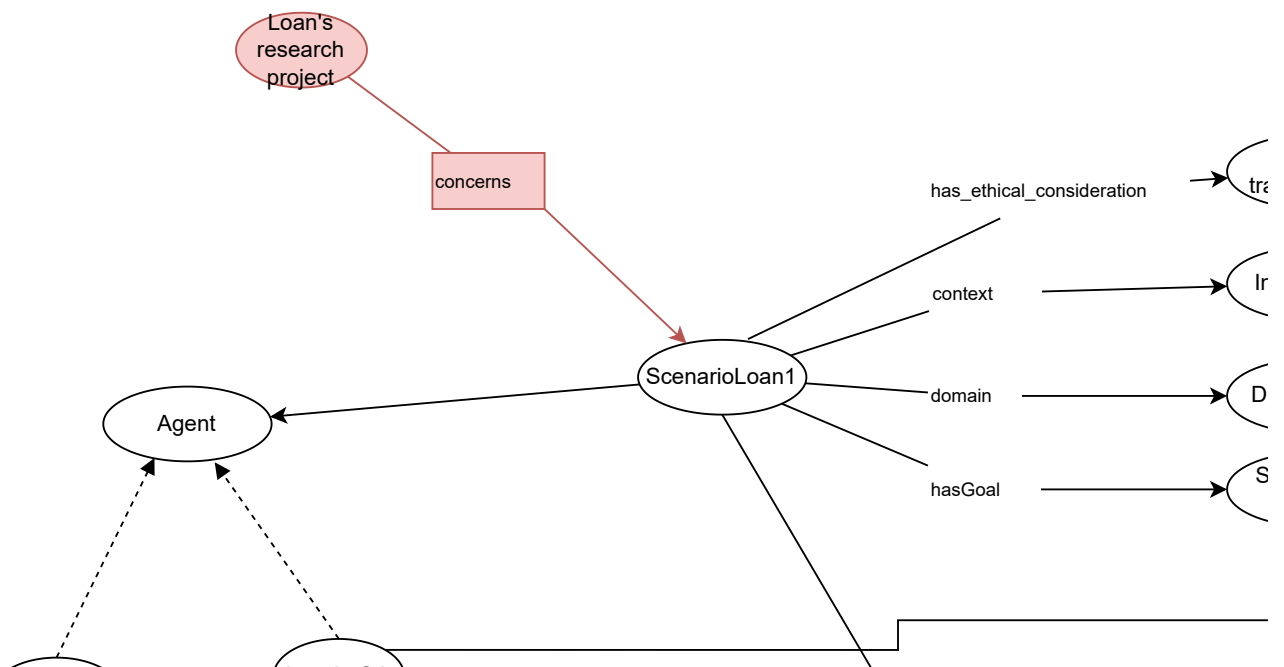 Loan's
research
project
concerns
has_ethical_consideration
context
ScenarioLoan1
domain
Agent
hasGoal